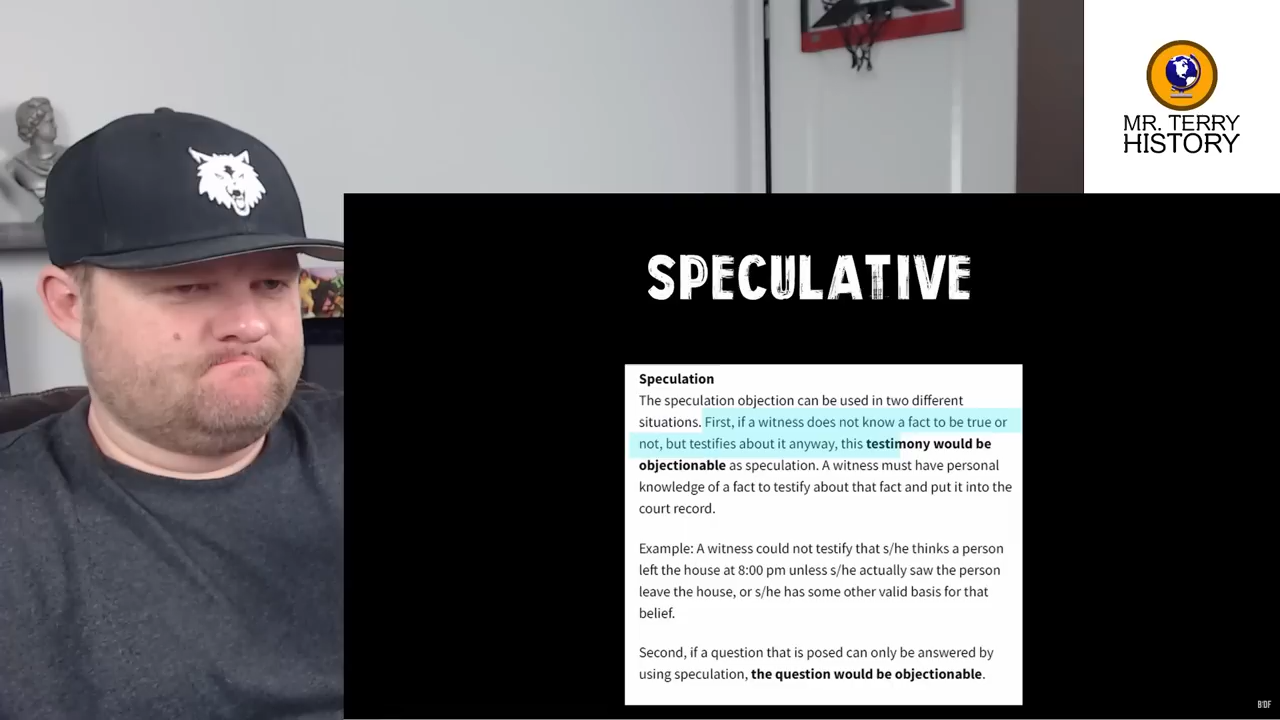 MR. TERRY
HISTORY
SPECULATIVE
Speculation
The speculation objection can be used in two different
situations. First, if a witness does not know a fact to be true or
not, but testifies about it anyway, this testimony would be
objectionable as speculation. A witness must have personal
knowledge of a fact to testify about that fact and put it into the
court record.
Example: A witness could not testify that s/he thinks a person
left the house at 8:00 pm unless s/he actually saw the person
leave the house, or s/he has some other valid basis for that
belief.
Second, if a question that is posed can only be answered by
using speculation, the question would be objectionable.